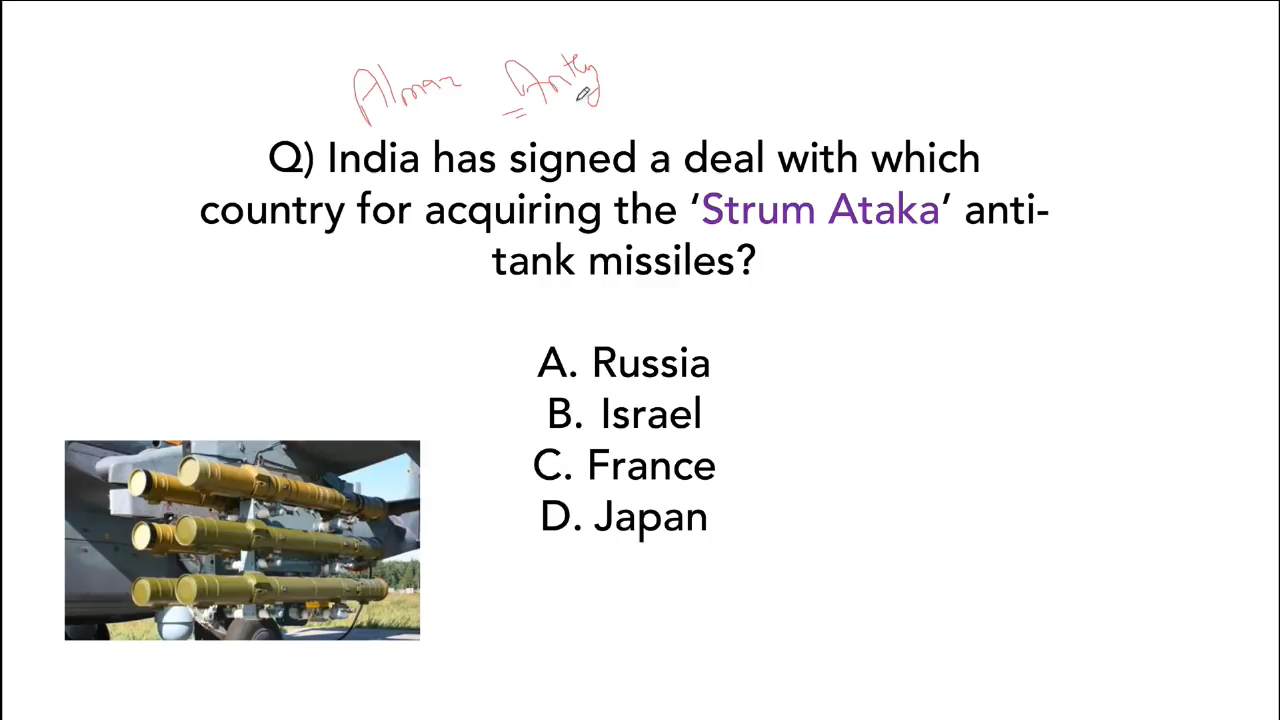 Almaz Antey
Q) India has signed a deal with which
country for acquiring the ‘Strum Ataka’ anti-
tank missiles?
A. Russia
B. Israel
C. France
D. Japan